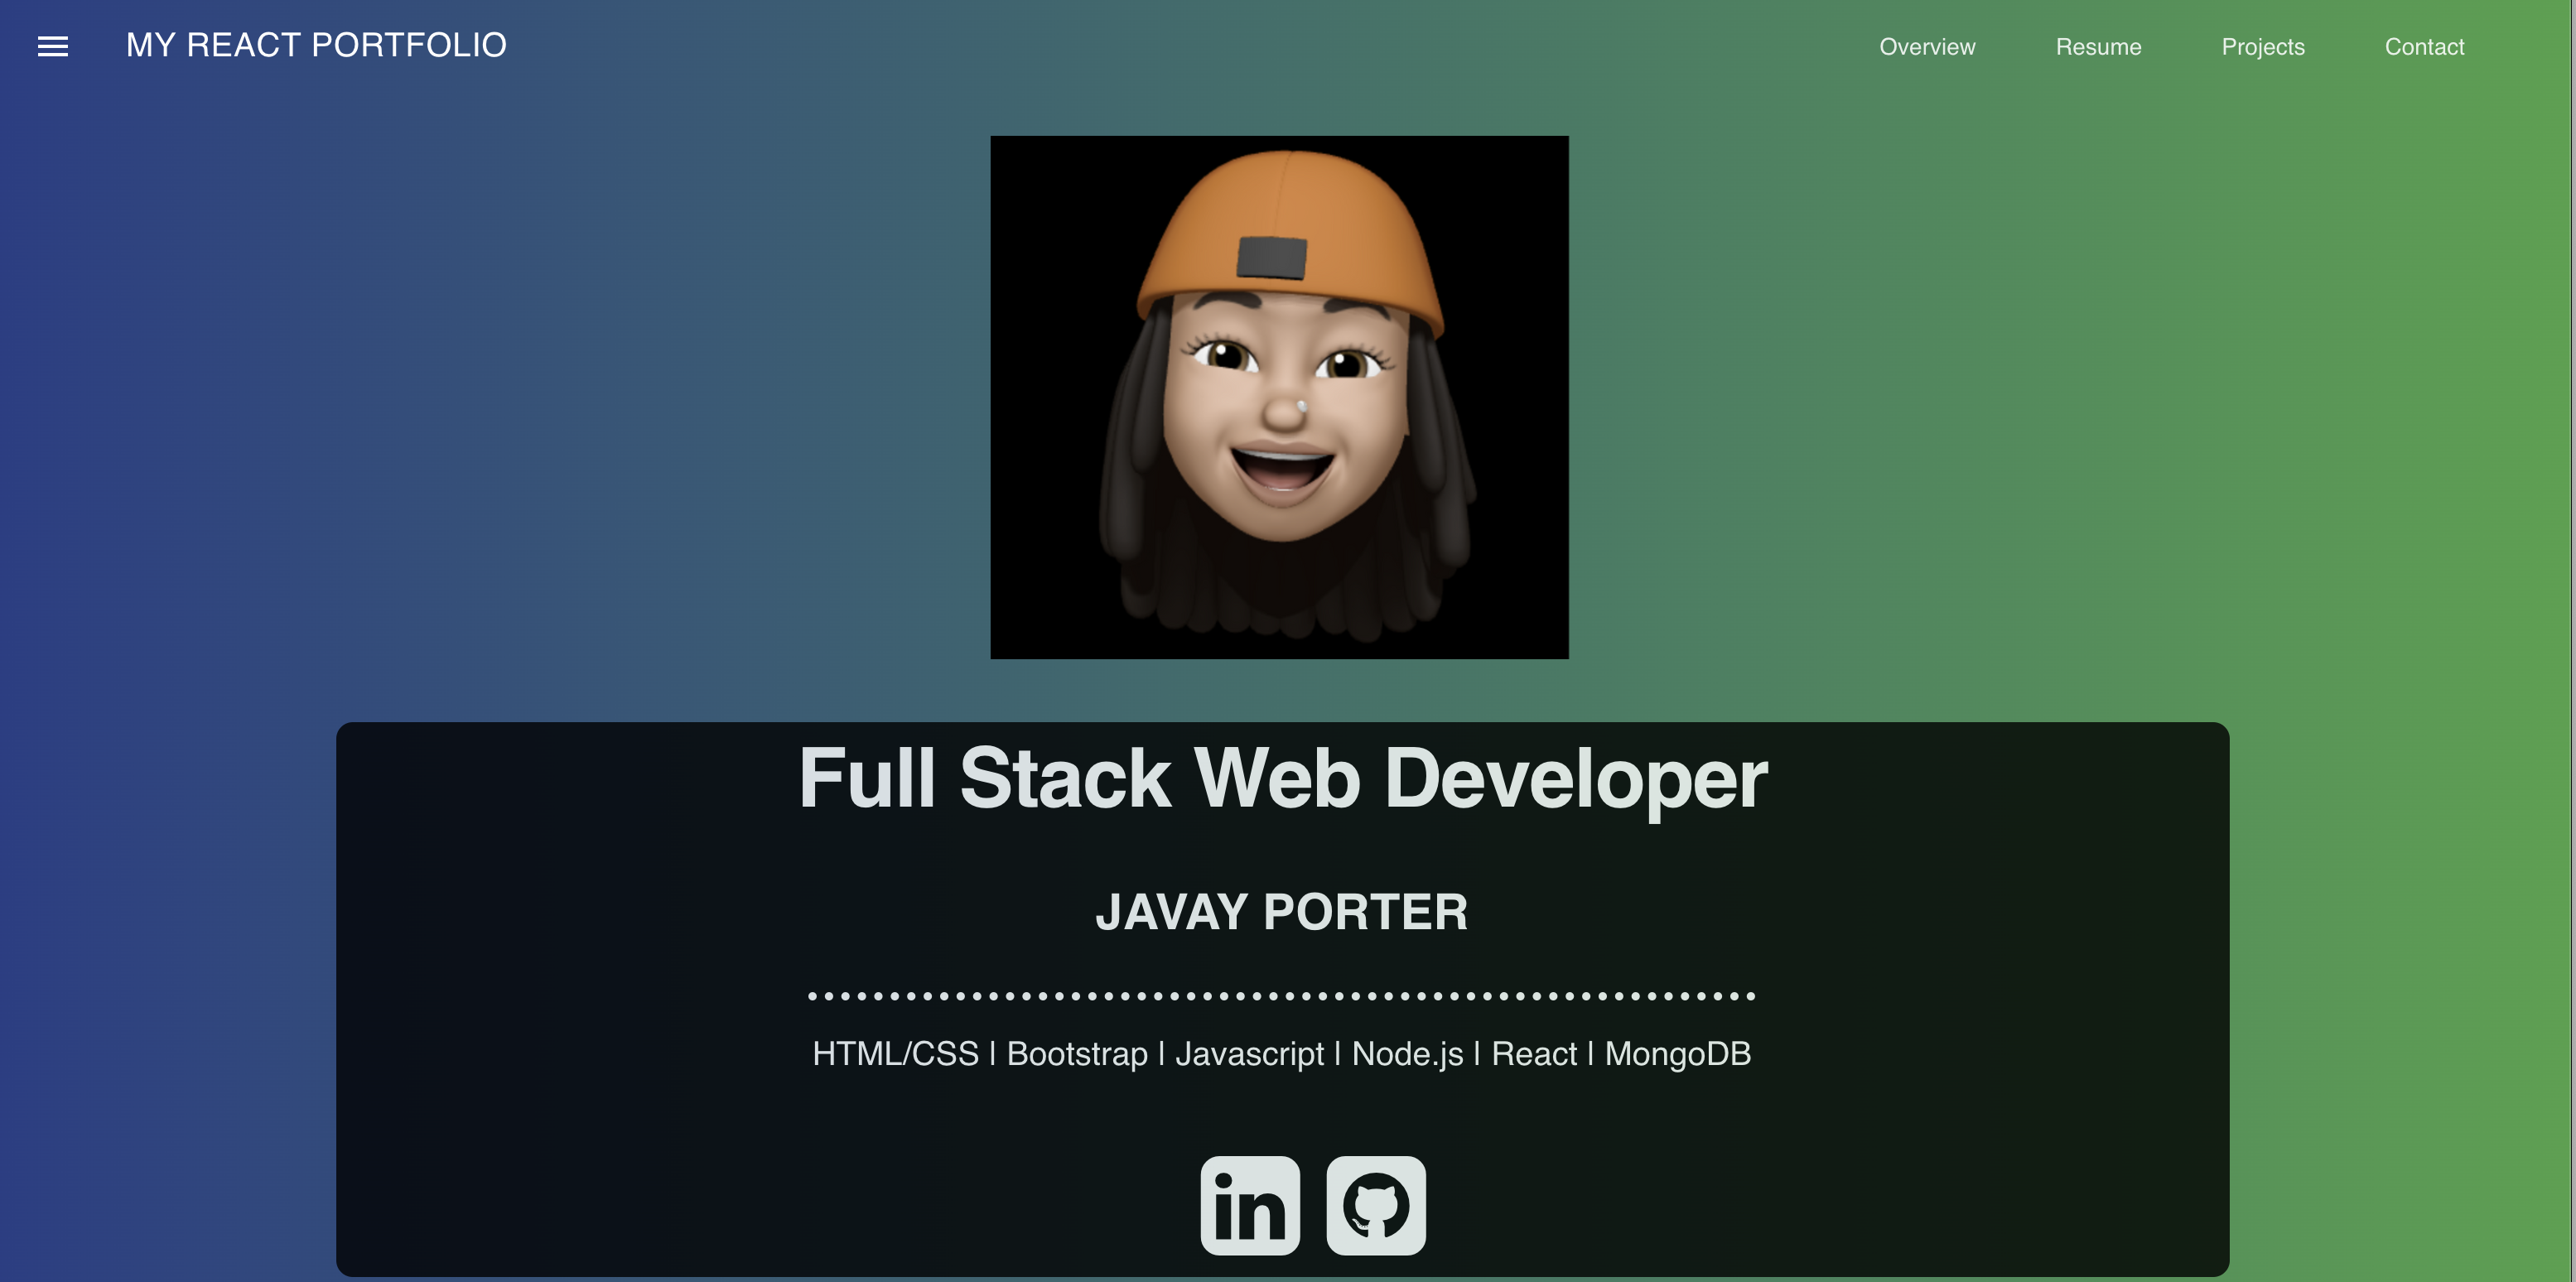 MY REACT PORTFOLIO
Overview Resume Projects Contact
Full Stack Web Developer
JAVAY PORTER
HTML/CSS | Bootstrap | Javascript | Node.js | React | MongoDB
in